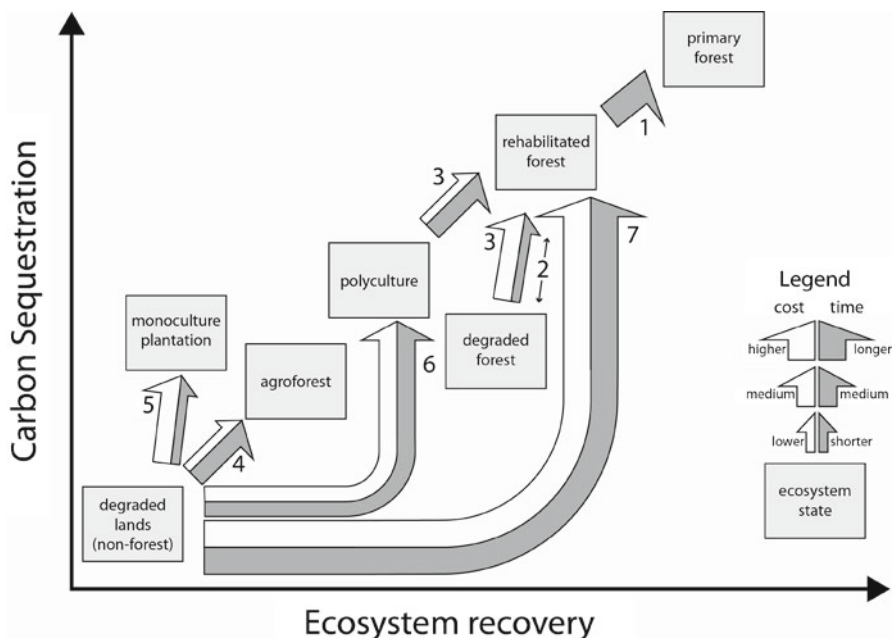 primary
forest
1
rehabilitated
forest
3
3
2
7
polyculture
degraded
forest
6
monoculture
plantation
agroforest
5
4
degraded
lands
(non-forest)
Carbon Sequestration
Ecosystem recovery
Legend
cost time
higher longer
medium medium
lower shorter
ecosystem
state